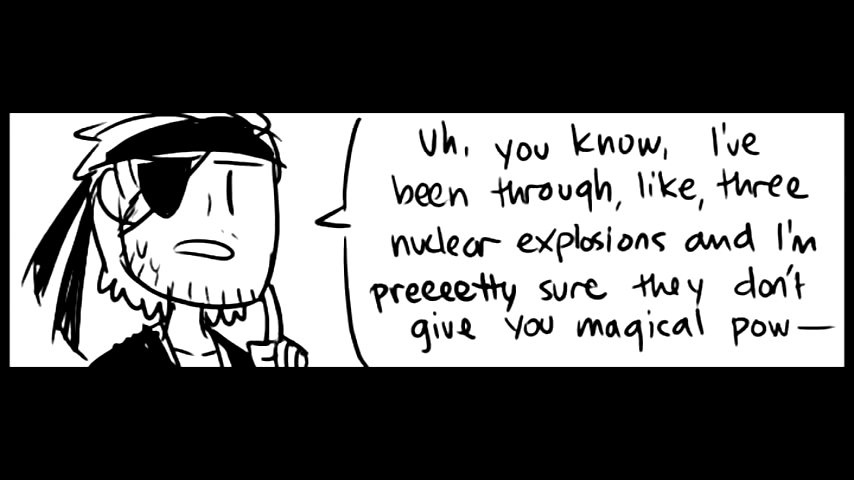 Uh, you know, I've
been through, like, three
nuclear explosions and I'm
preeeetty sure they don't
give you magical pow—